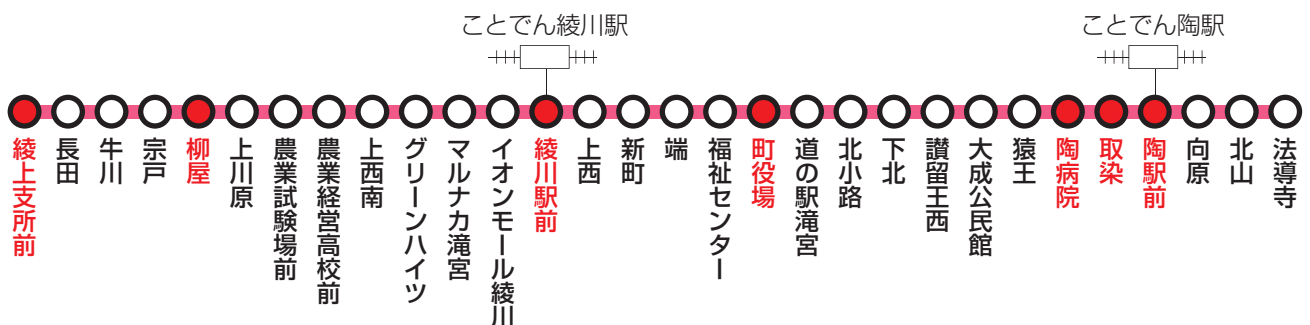 ことでん綾川駅
ことでん陶駅
綾上支所前
長田
牛川
宗戸
柳屋
上川原
農業試験場前
農業経営高校前
上西南
グリーンハイツ
マルナカ滝宮
イオンモール綾川
綾川駅前
上西
新町
端
福祉センター
町役場
道の駅滝宮
北小路
下北
讃留王西
大成公民館
猿王
陶病院
取染
陶駅前
向原
北山
法導寺